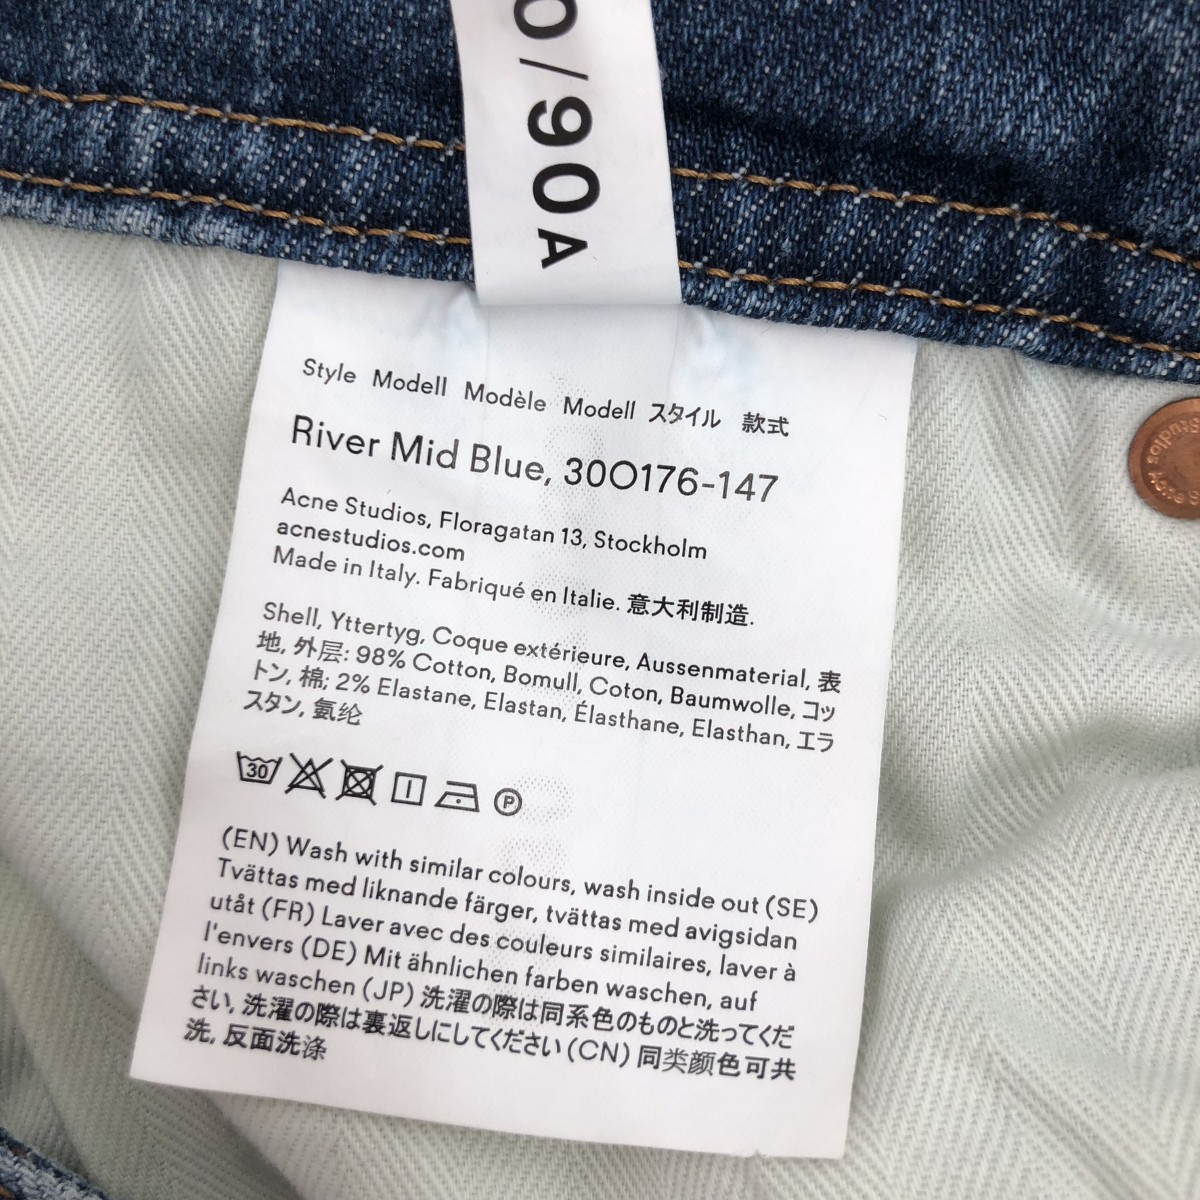 0/90A
Style Modell Modèle Modell スタイル 款式
River Mid Blue, 30O176-147
Acne Studios, Floragatan 13, Stockholm
acnestudios.com
Made in Italy. Fabriqué en Italie. 意大利制造.
Shell, Yttertyg, Coque extérieure, Aussenmaterial, 表
地, 外层: 98% Cotton, Bomull, Coton, Baumwolle, コッ
トン, 棉; 2% Elastane, Elastan, Élasthane, Elasthan, エラ
スタン, 氨纶
30 P
(EN) Wash with similar colours, wash inside out (SE)
Tvättas med liknande färger, tvättas med avigsidan
utåt (FR) Laver avec des couleurs similaires, laver à
l'envers (DE) Mit ähnlichen farben waschen, auf
links waschen (JP) 洗濯の際は同系色のものと洗ってくだ
さい, 洗濯の際は裏返しにしてください (CN) 同类颜色可共
洗, 反面洗涤